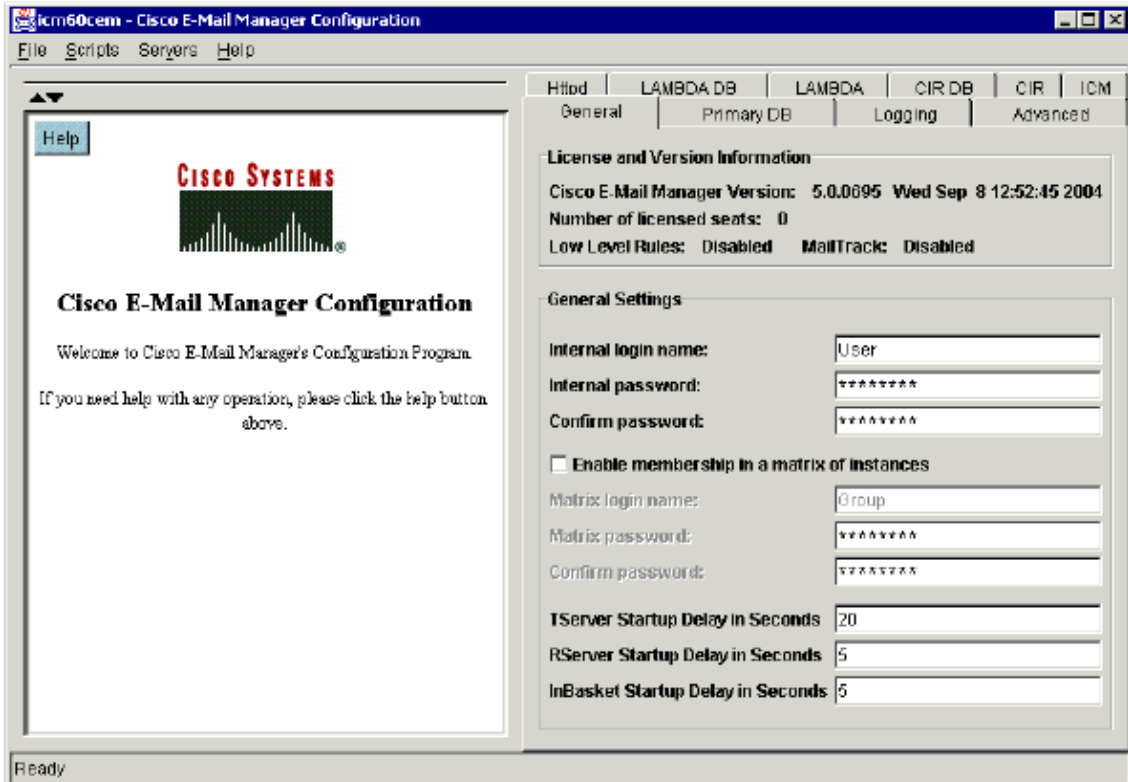 icm60cem - Cisco E-Mail Manager Configuration
File Scripts Servers Help
Help
CISCO SYSTEMS
®
Cisco E-Mail Manager Configuration
Welcome to Cisco E-Mail Manager's Configuration Program.
If you need help with any operation, please click the help button
above.
Httpd LAMBDA DB LAMBDA CIR DB CIR ICM
General Primary DB Logging Advanced
License and Version Information
Cisco E-Mail Manager Version: 5.0.0695 Wed Sep 8 12:52:45 2004
Number of licensed seats: 0
Low Level Rules: Disabled MailTrack: Disabled
General Settings
Internal login name: User
Internal password: ********
Confirm password: ********
Enable membership in a matrix of instances
Matrix login name: Group
Matrix password: ********
Confirm password: ********
TServer Startup Delay in Seconds 20
RServer Startup Delay in Seconds 5
InBasket Startup Delay in Seconds 5
Ready